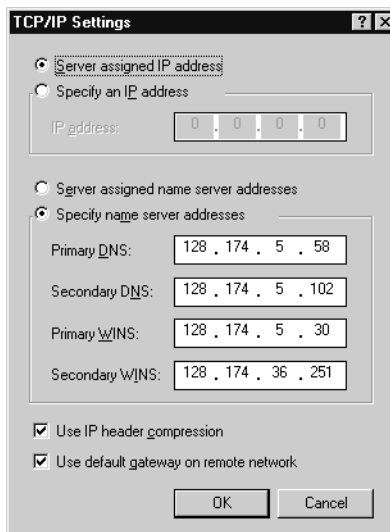 TCP/IP Settings ? ×
Server assigned IP address
Specify an IP address
IP address: 0 . 0 . 0 . 0
Server assigned name server addresses
Specify name server addresses
Primary DNS: 128 . 174 . 5 . 58
Secondary DNS: 128 . 174 . 5 . 102
Primary WINS: 128 . 174 . 5 . 30
Secondary WINS: 128 . 174 . 36 . 251
Use IP header compression
Use default gateway on remote network
OK Cancel